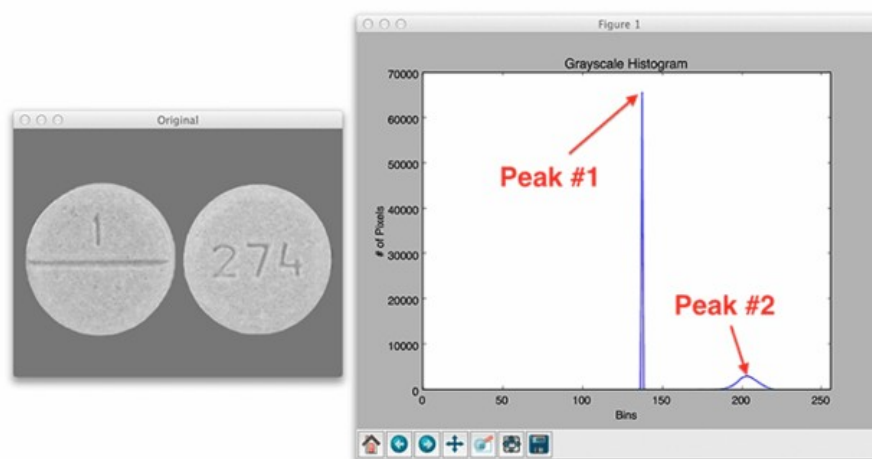 Original
1
274
Figure 1
Grayscale Histogram
70000
60000
50000
40000
30000
20000
10000
0
# of Pixels
Peak #1
Peak #2
0
50
100
150
200
250
Bins